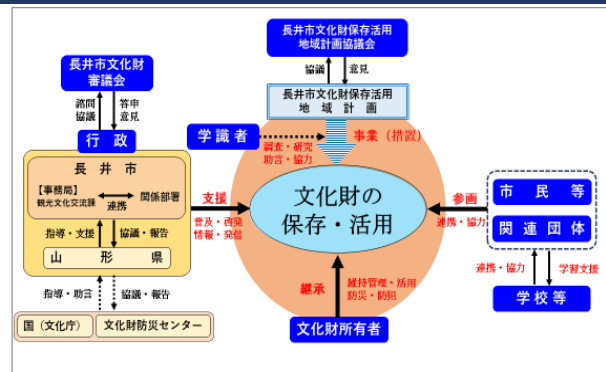 長井市文化財保存活用
地域計画協議会
協議
意見
長井市文化財保存活用
地域計画
長井市文化財
審議会
諮問
協議
答申
意見
行政
長井市
【事務局】
観光文化交流課
連携
関係部署
指導・支援
協議・報告
山形県
指導・助言
協議・報告
国（文化庁）
文化財防災センター
学識者
調査・研究
助言・協力
事業（措置）
支援
普及・啓発
情報・発信
文化財の
保存・活用
参画
連携・協力
市民等
関連団体
連携・協力
学習支援
学校等
継承
維持管理・活用
防災・防犯
文化財所有者